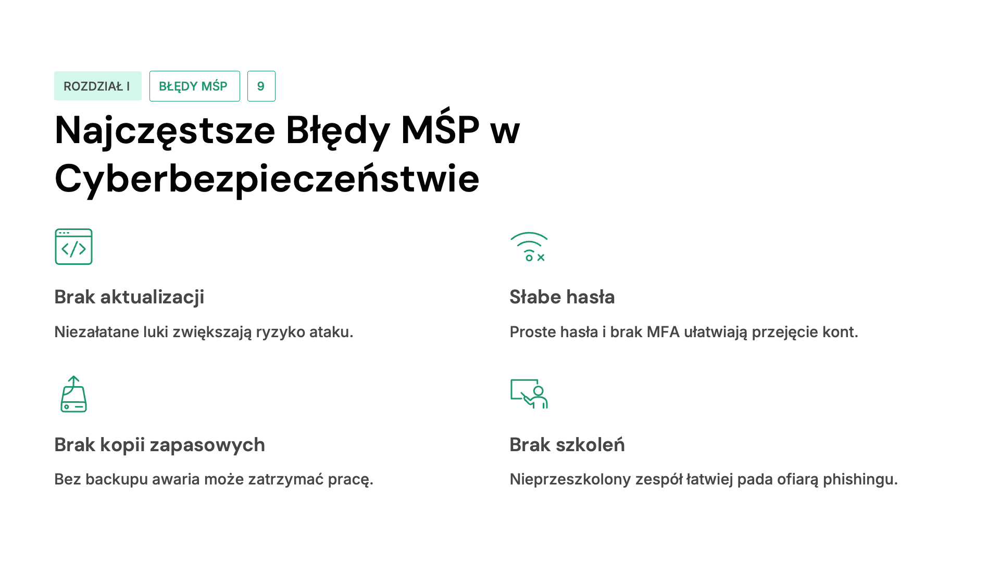 ROZDZIAŁ I
BŁĘDY MŚP
9
Najczęstsze Błędy MŚP w
Cyberbezpieczeństwie
Brak aktualizacji
Niezałatane luki zwiększają ryzyko ataku.
Słabe hasła
Proste hasła i brak MFA ułatwiają przejęcie kont.
Brak kopii zapasowych
Bez backupu awaria może zatrzymać pracę.
Brak szkoleń
Nieprzeszkolony zespół łatwiej pada ofiarą phishingu.